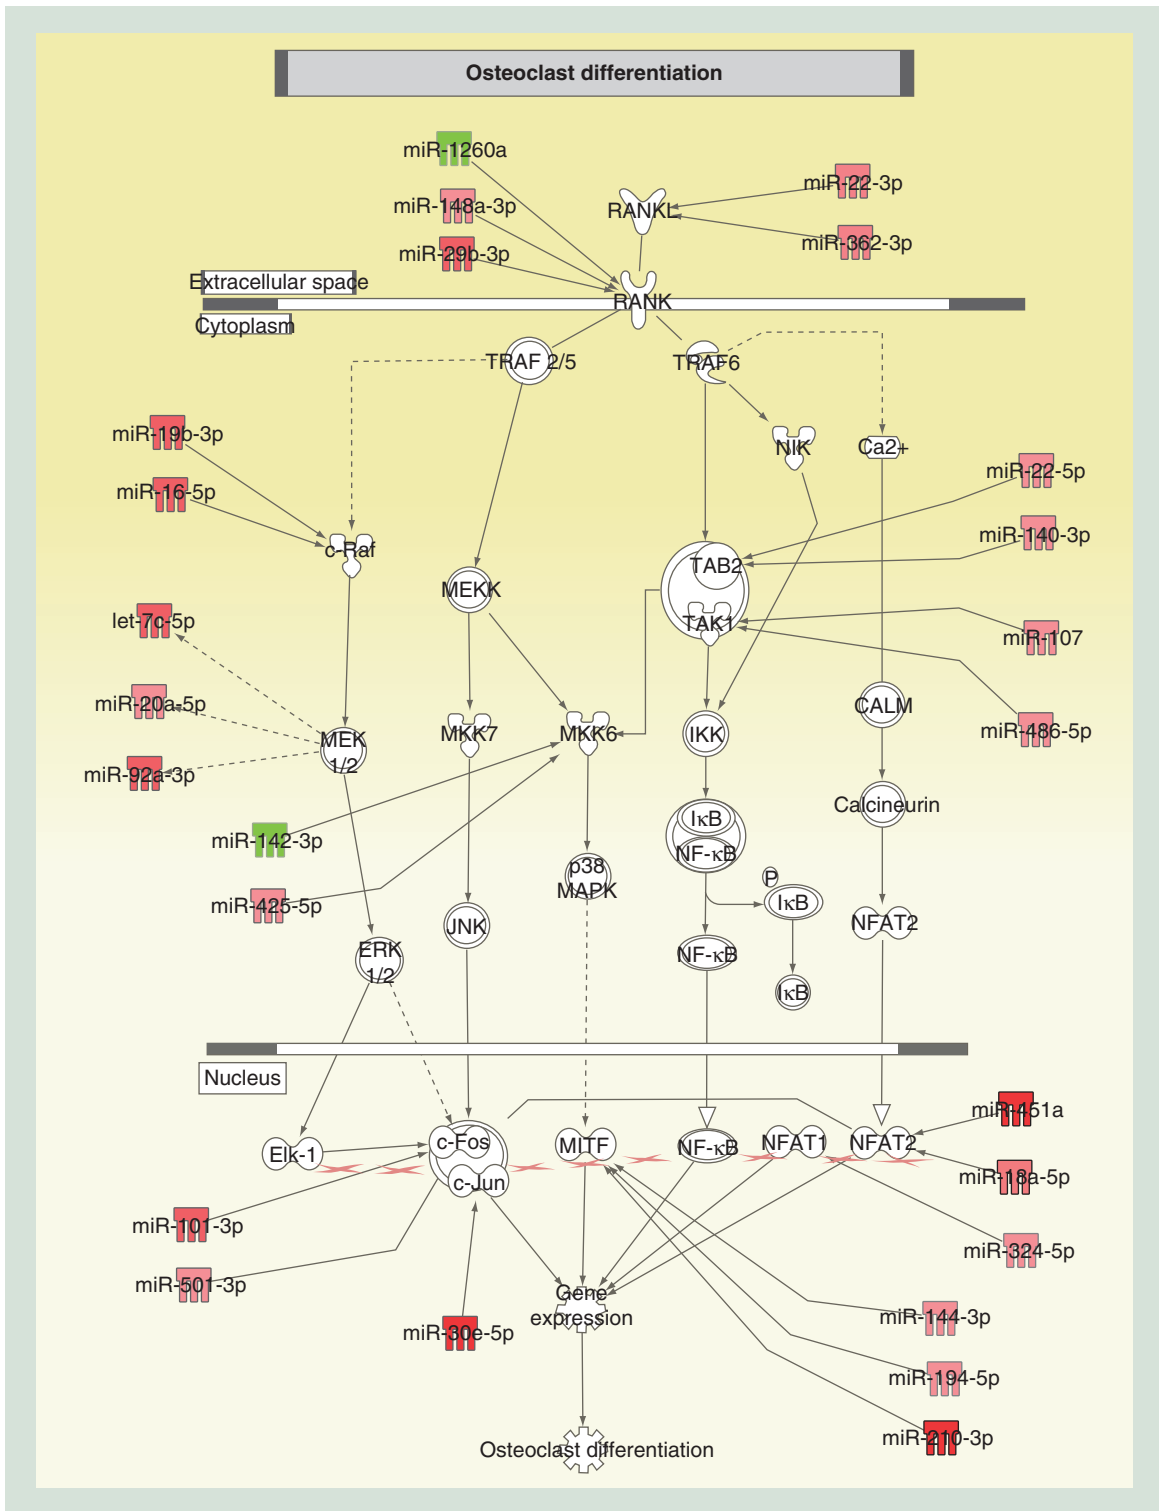 Osteoclast differentiation
miR-1260a
miR-22-3p
miR-148a-3p
RANKL
miR-362-3p
miR-29b-3p
Extracellular space
RANK
Cytoplasm
TRAF 2/5
TRAF6
miR-19b-3p
NIK
Ca2+
miR-22-5p
miR-16-5p
miR-140-3p
c-Raf
TAB2
MEKK
let-7c-5p
TAK1
miR-107
miR-20a-5p
CALM
miR-486-5p
MEK
1/2
MKK7
MKK6
IKK
miR-92a-3p
Calcineurin
IκB
miR-142-3p
NF-κB
p38
MAPK
P
IκB
miR-425-5p
JNK
NFAT2
ERK
1/2
NF-κB
IκB
Nucleus
miR-451a
c-Fos
Elk-1
MITF
NF-κB
NFAT1
NFAT2
c-Jun
miR-18a-5p
miR-101-3p
miR-324-5p
miR-501-3p
Gene
expression
miR-144-3p
miR-30e-5p
miR-194-5p
miR-210-3p
Osteoclast differentiation